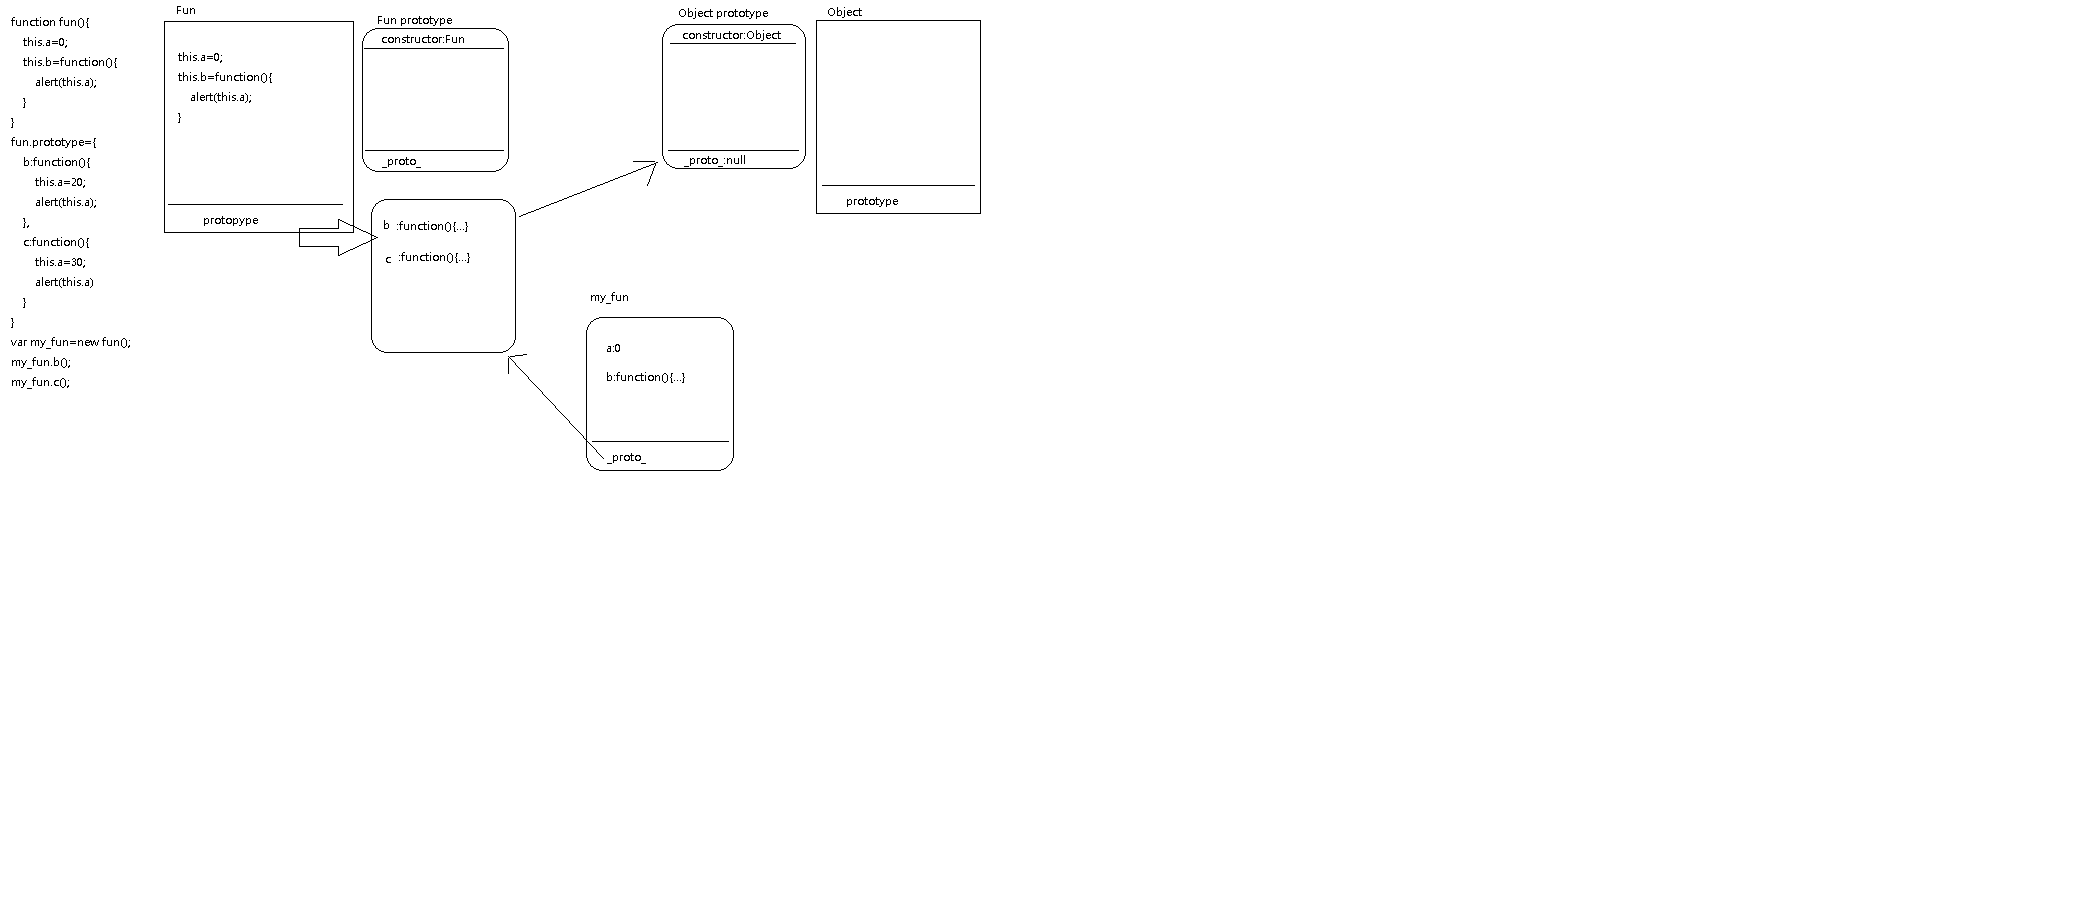 function fun(){
this.a=0;
this.b=function(){
alert(this.a);
}
}
fun.prototype={
b:function(){
this.a=20;
alert(this.a);
},
c:function(){
this.a=30;
alert(this.a)
}
}
var my_fun=new fun();
my_fun.b();
my_fun.c();
Fun
this.a=0;
this.b=function(){
alert(this.a);
}
protopype
Fun prototype
constructor:Fun
_proto_
b :function(){...}
c :function(){...}
Object prototype
constructor:Object
_proto_:null
Object
prototype
my_fun
a:0
b:function(){...}
_proto_